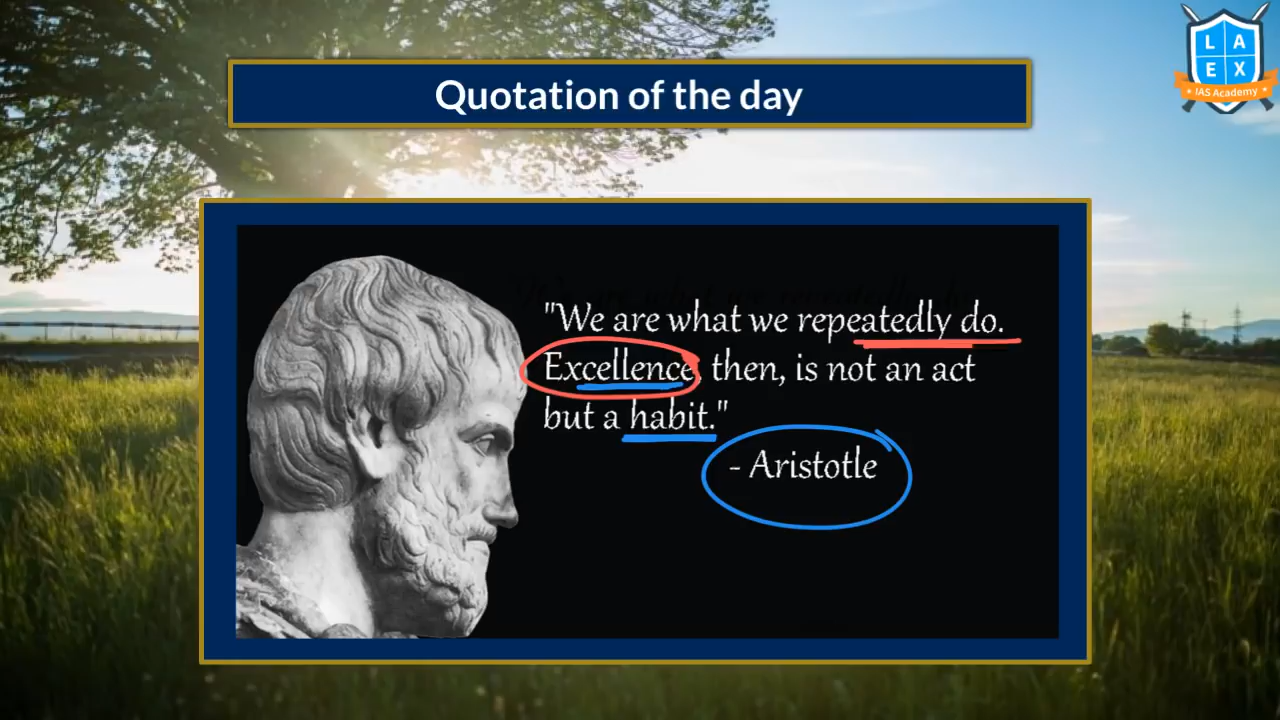 Quotation of the day
L A
E X
IAS Academy
"We are what we repeatedly do.
Excellence, then, is not an act
but a habit."
- Aristotle